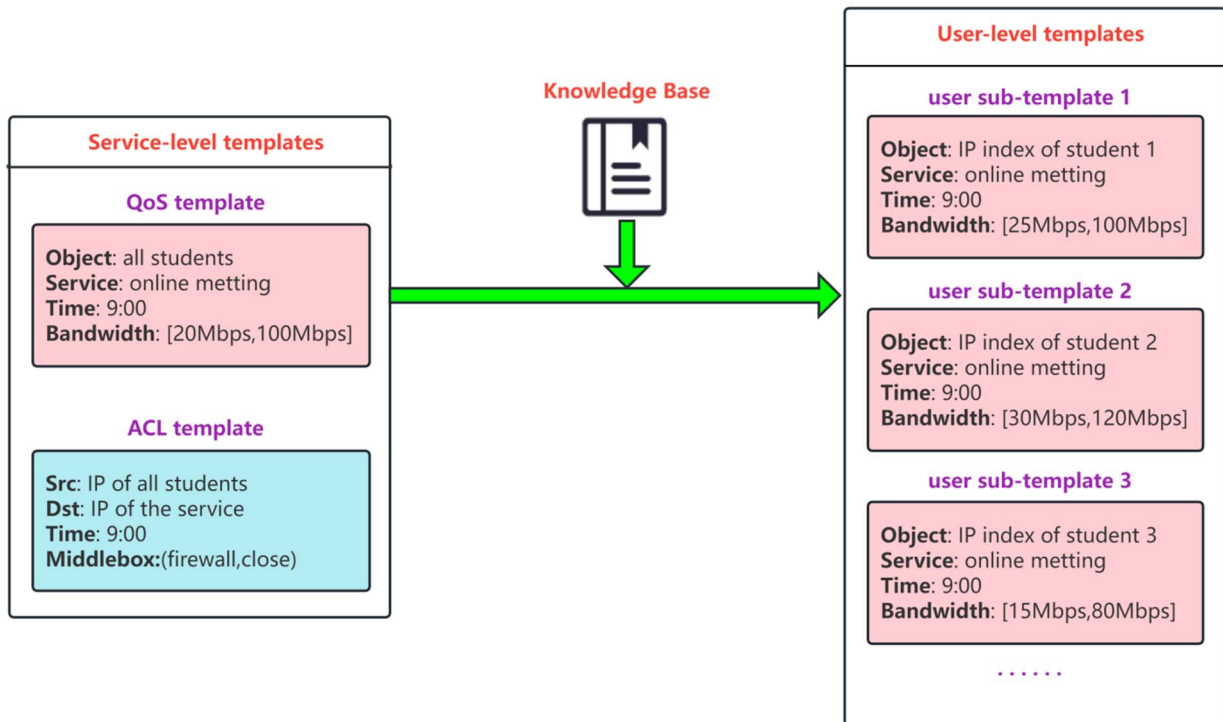 Service-level templates
QoS template
Object: all students
Service: online metting
Time: 9:00
Bandwidth: [20Mbps,100Mbps]
ACL template
Src: IP of all students
Dst: IP of the service
Time: 9:00
Middlebox:(firewall,close)
Knowledge Base
User-level templates
user sub-template 1
Object: IP index of student 1
Service: online metting
Time: 9:00
Bandwidth: [25Mbps,100Mbps]
user sub-template 2
Object: IP index of student 2
Service: online metting
Time: 9:00
Bandwidth: [30Mbps,120Mbps]
user sub-template 3
Object: IP index of student 3
Service: online metting
Time: 9:00
Bandwidth: [15Mbps,80Mbps]
......